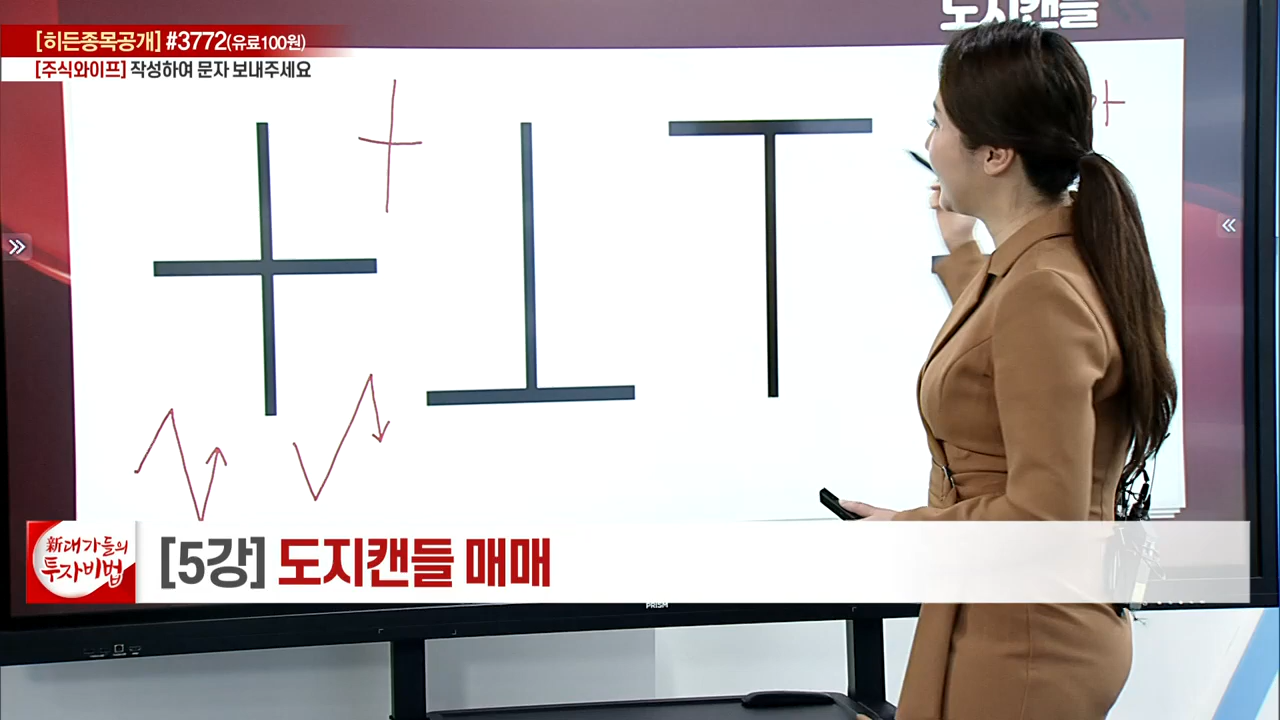 도지캔들
[히든종목공개] #3772(유료100원)
[주식와이프] 작성하여 문자 보내주세요
新대가들의
투자비법
[5강] 도지캔들 매매
PRISM